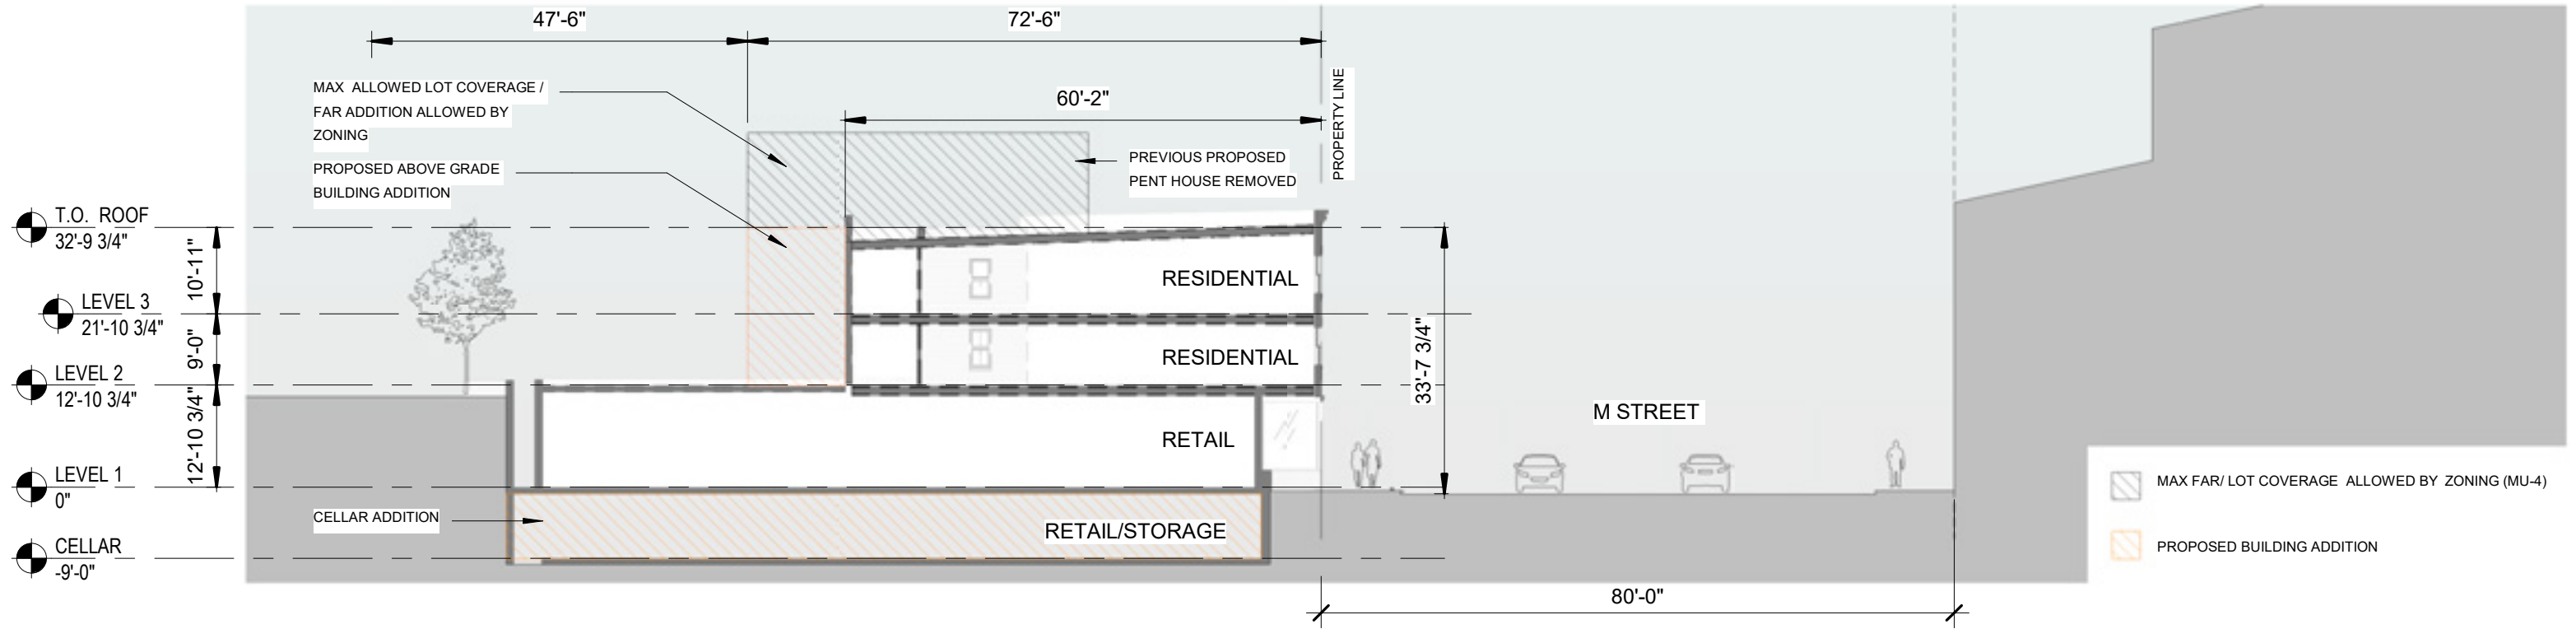 47'-6"
72'-6"
60'-2"
PROPERTY LINE
MAX ALLOWED LOT COVERAGE /
FAR ADDITION ALLOWED BY
ZONING
PROPOSED ABOVE GRADE
BUILDING ADDITION
PREVIOUS PROPOSED
PENT HOUSE REMOVED
T.O. ROOF
32'-9 3/4"
10'-11"
LEVEL 3
21'-10 3/4"
9'-0"
LEVEL 2
12'-10 3/4"
12'-10 3/4"
LEVEL 1
0"
CELLAR
-9'-0"
RESIDENTIAL
RESIDENTIAL
RETAIL
33'-7 3/4"
M STREET
CELLAR ADDITION
RETAIL/STORAGE
80'-0"
MAX FAR/ LOT COVERAGE ALLOWED BY ZONING (MU-4)
PROPOSED BUILDING ADDITION